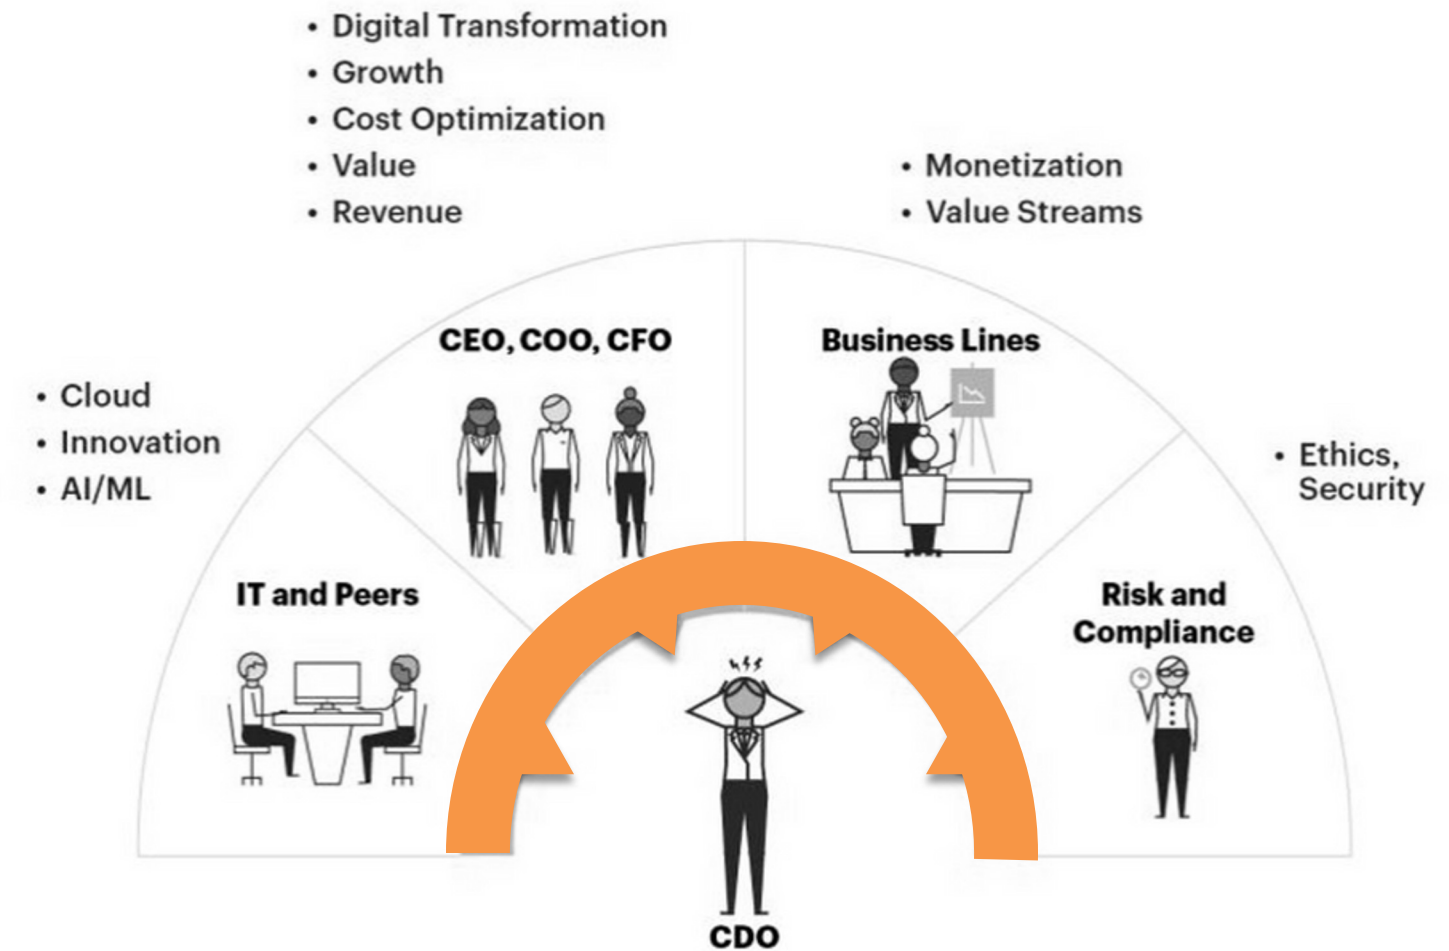 • Digital Transformation
• Growth
• Cost Optimization
• Value
• Revenue
• Monetization
• Value Streams
CEO, COO, CFO
Business Lines
• Cloud
• Innovation
• AI/ML
• Ethics,
Security
IT and Peers
Risk and
Compliance
CDO